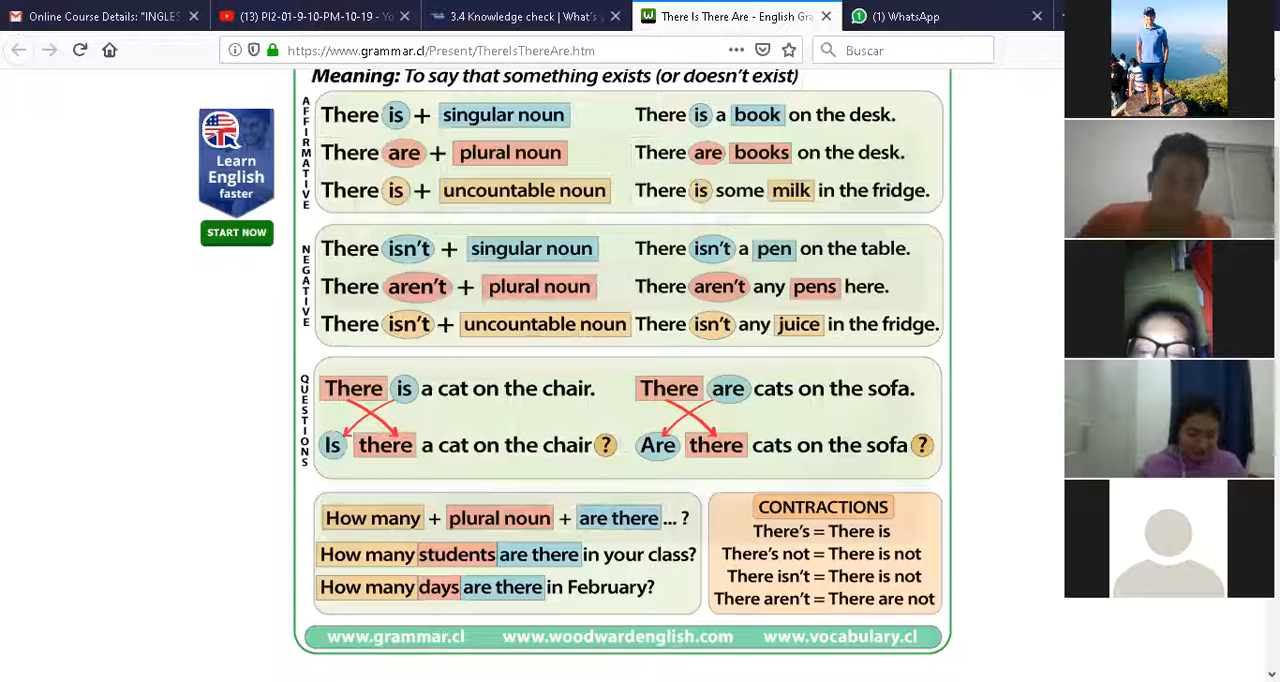 Online Course Details: "INGLES
(13) PI2-01-9-10-PM-10-19 - Yo
3.4 Knowledge check | What's y
There Is There Are - English Gra
(1) WhatsApp
https://www.grammar.cl/Present/ThereIsThereAre.htm
Buscar
Meaning: To say that something exists (or doesn't exist)
Learn
English
faster
START NOW
AFFIRMATIVE
There is + singular noun There is a book on the desk.
There are + plural noun There are books on the desk.
There is + uncountable noun There is some milk in the fridge.
NEGATIVE
There isn't + singular noun There isn't a pen on the table.
There aren't + plural noun There aren't any pens here.
There isn't + uncountable noun There isn't any juice in the fridge.
QUESTIONS
There is a cat on the chair. There are cats on the sofa.
Is there a cat on the chair ? Are there cats on the sofa ?
How many + plural noun + are there ... ?
How many students are there in your class?
How many days are there in February?
CONTRACTIONS
There's = There is
There's not = There is not
There isn't = There is not
There aren't = There are not
www.grammar.cl www.woodwardenglish.com www.vocabulary.cl